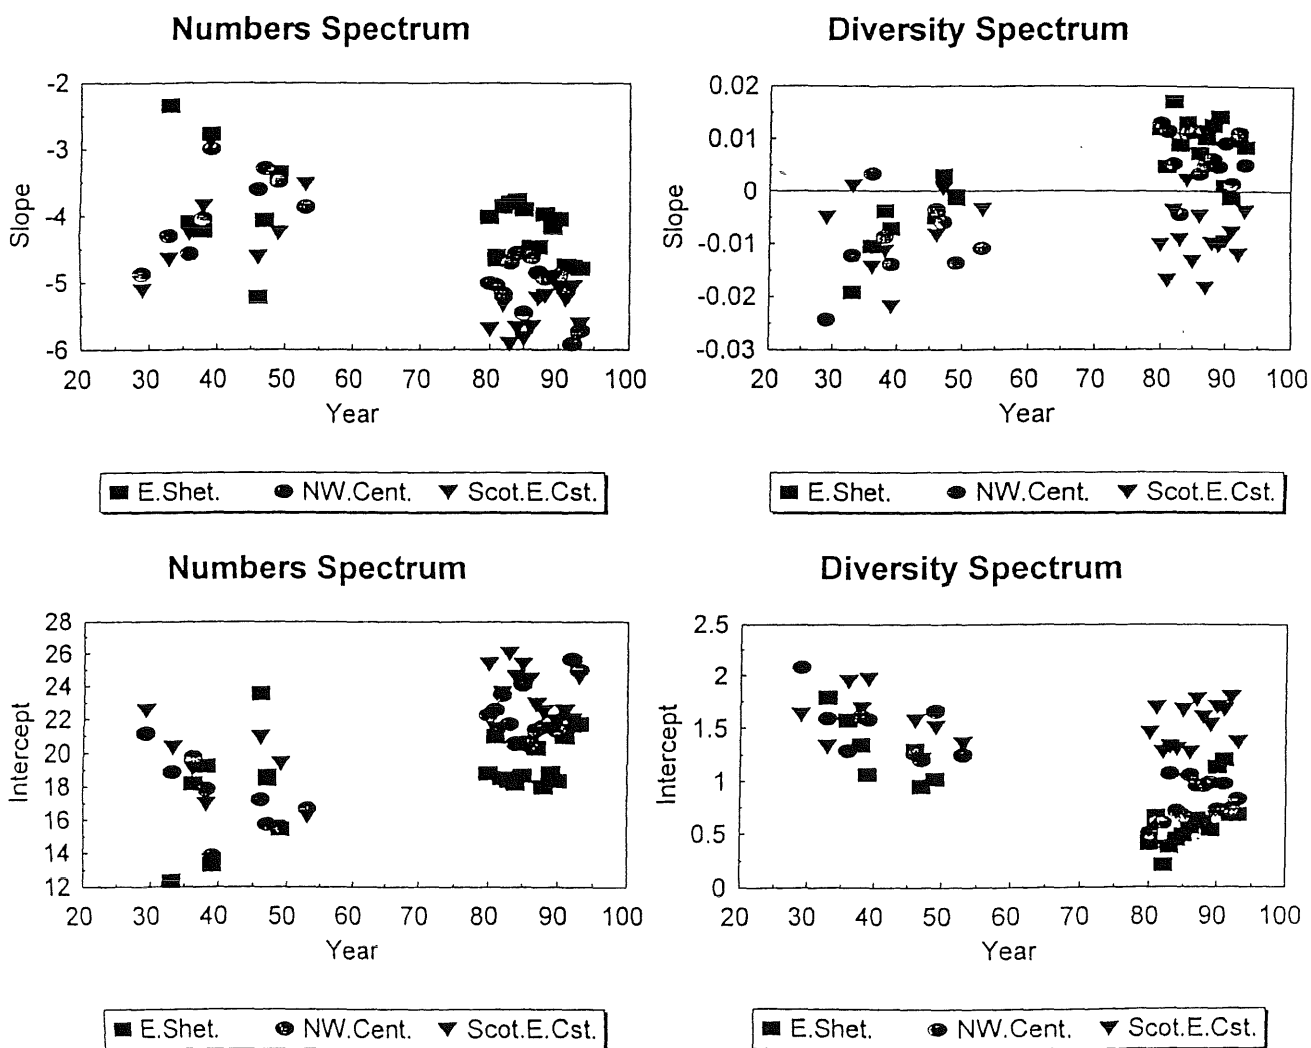 Numbers Spectrum
-2
-3
-4
-5
-6
Slope
20 30 40 50 60 70 80 90 100
Year
■ E.Shet. ● NW.Cent. ▼ Scot.E.Cst.
Diversity Spectrum
0.02
0.01
0
-0.01
-0.02
-0.03
Slope
20 30 40 50 60 70 80 90 100
Year
■ E.Shet. ● NW.Cent. ▼ Scot.E.Cst.
Numbers Spectrum
28
26
24
22
20
18
16
14
12
Intercept
20 30 40 50 60 70 80 90 100
Year
■ E.Shet. ● NW.Cent. ▼ Scot.E.Cst.
Diversity Spectrum
2.5
2
1.5
1
0.5
0
Intercept
20 30 40 50 60 70 80 90 100
Year
■ E.Shet. ● NW.Cent. ▼ Scot.E.Cst.